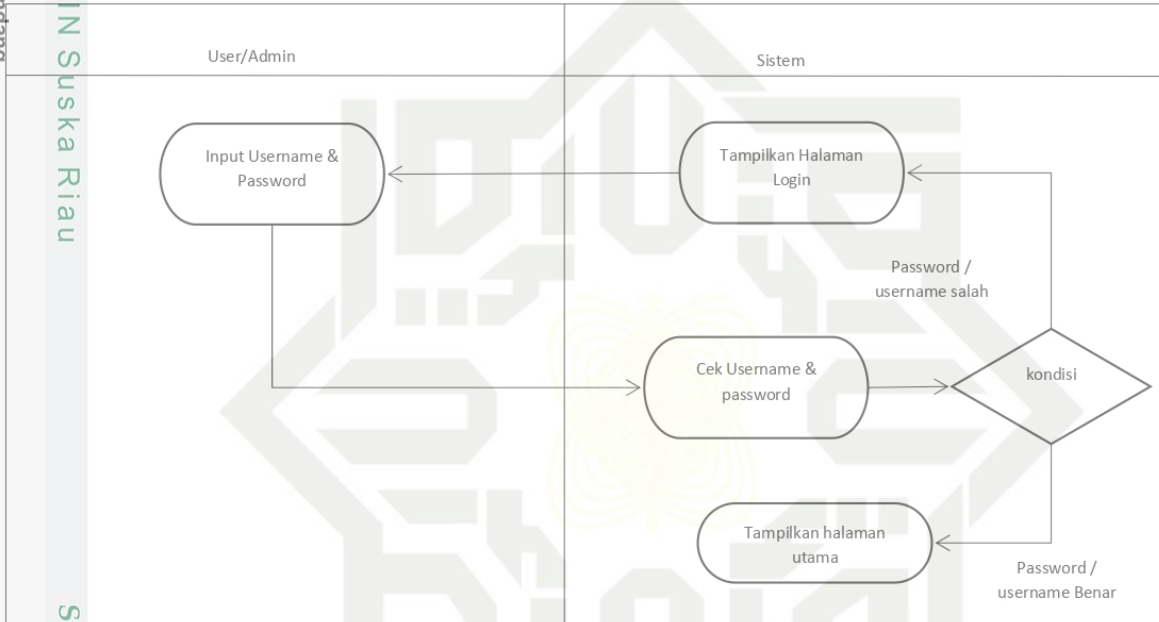 IN Suska Riau
S
User/Admin
Sistem
Input Username &
Password
Tampilkan Halaman
Login
Password /
username salah
Cek Username &
password
kondisi
Tampilkan halaman
utama
Password /
username Benar